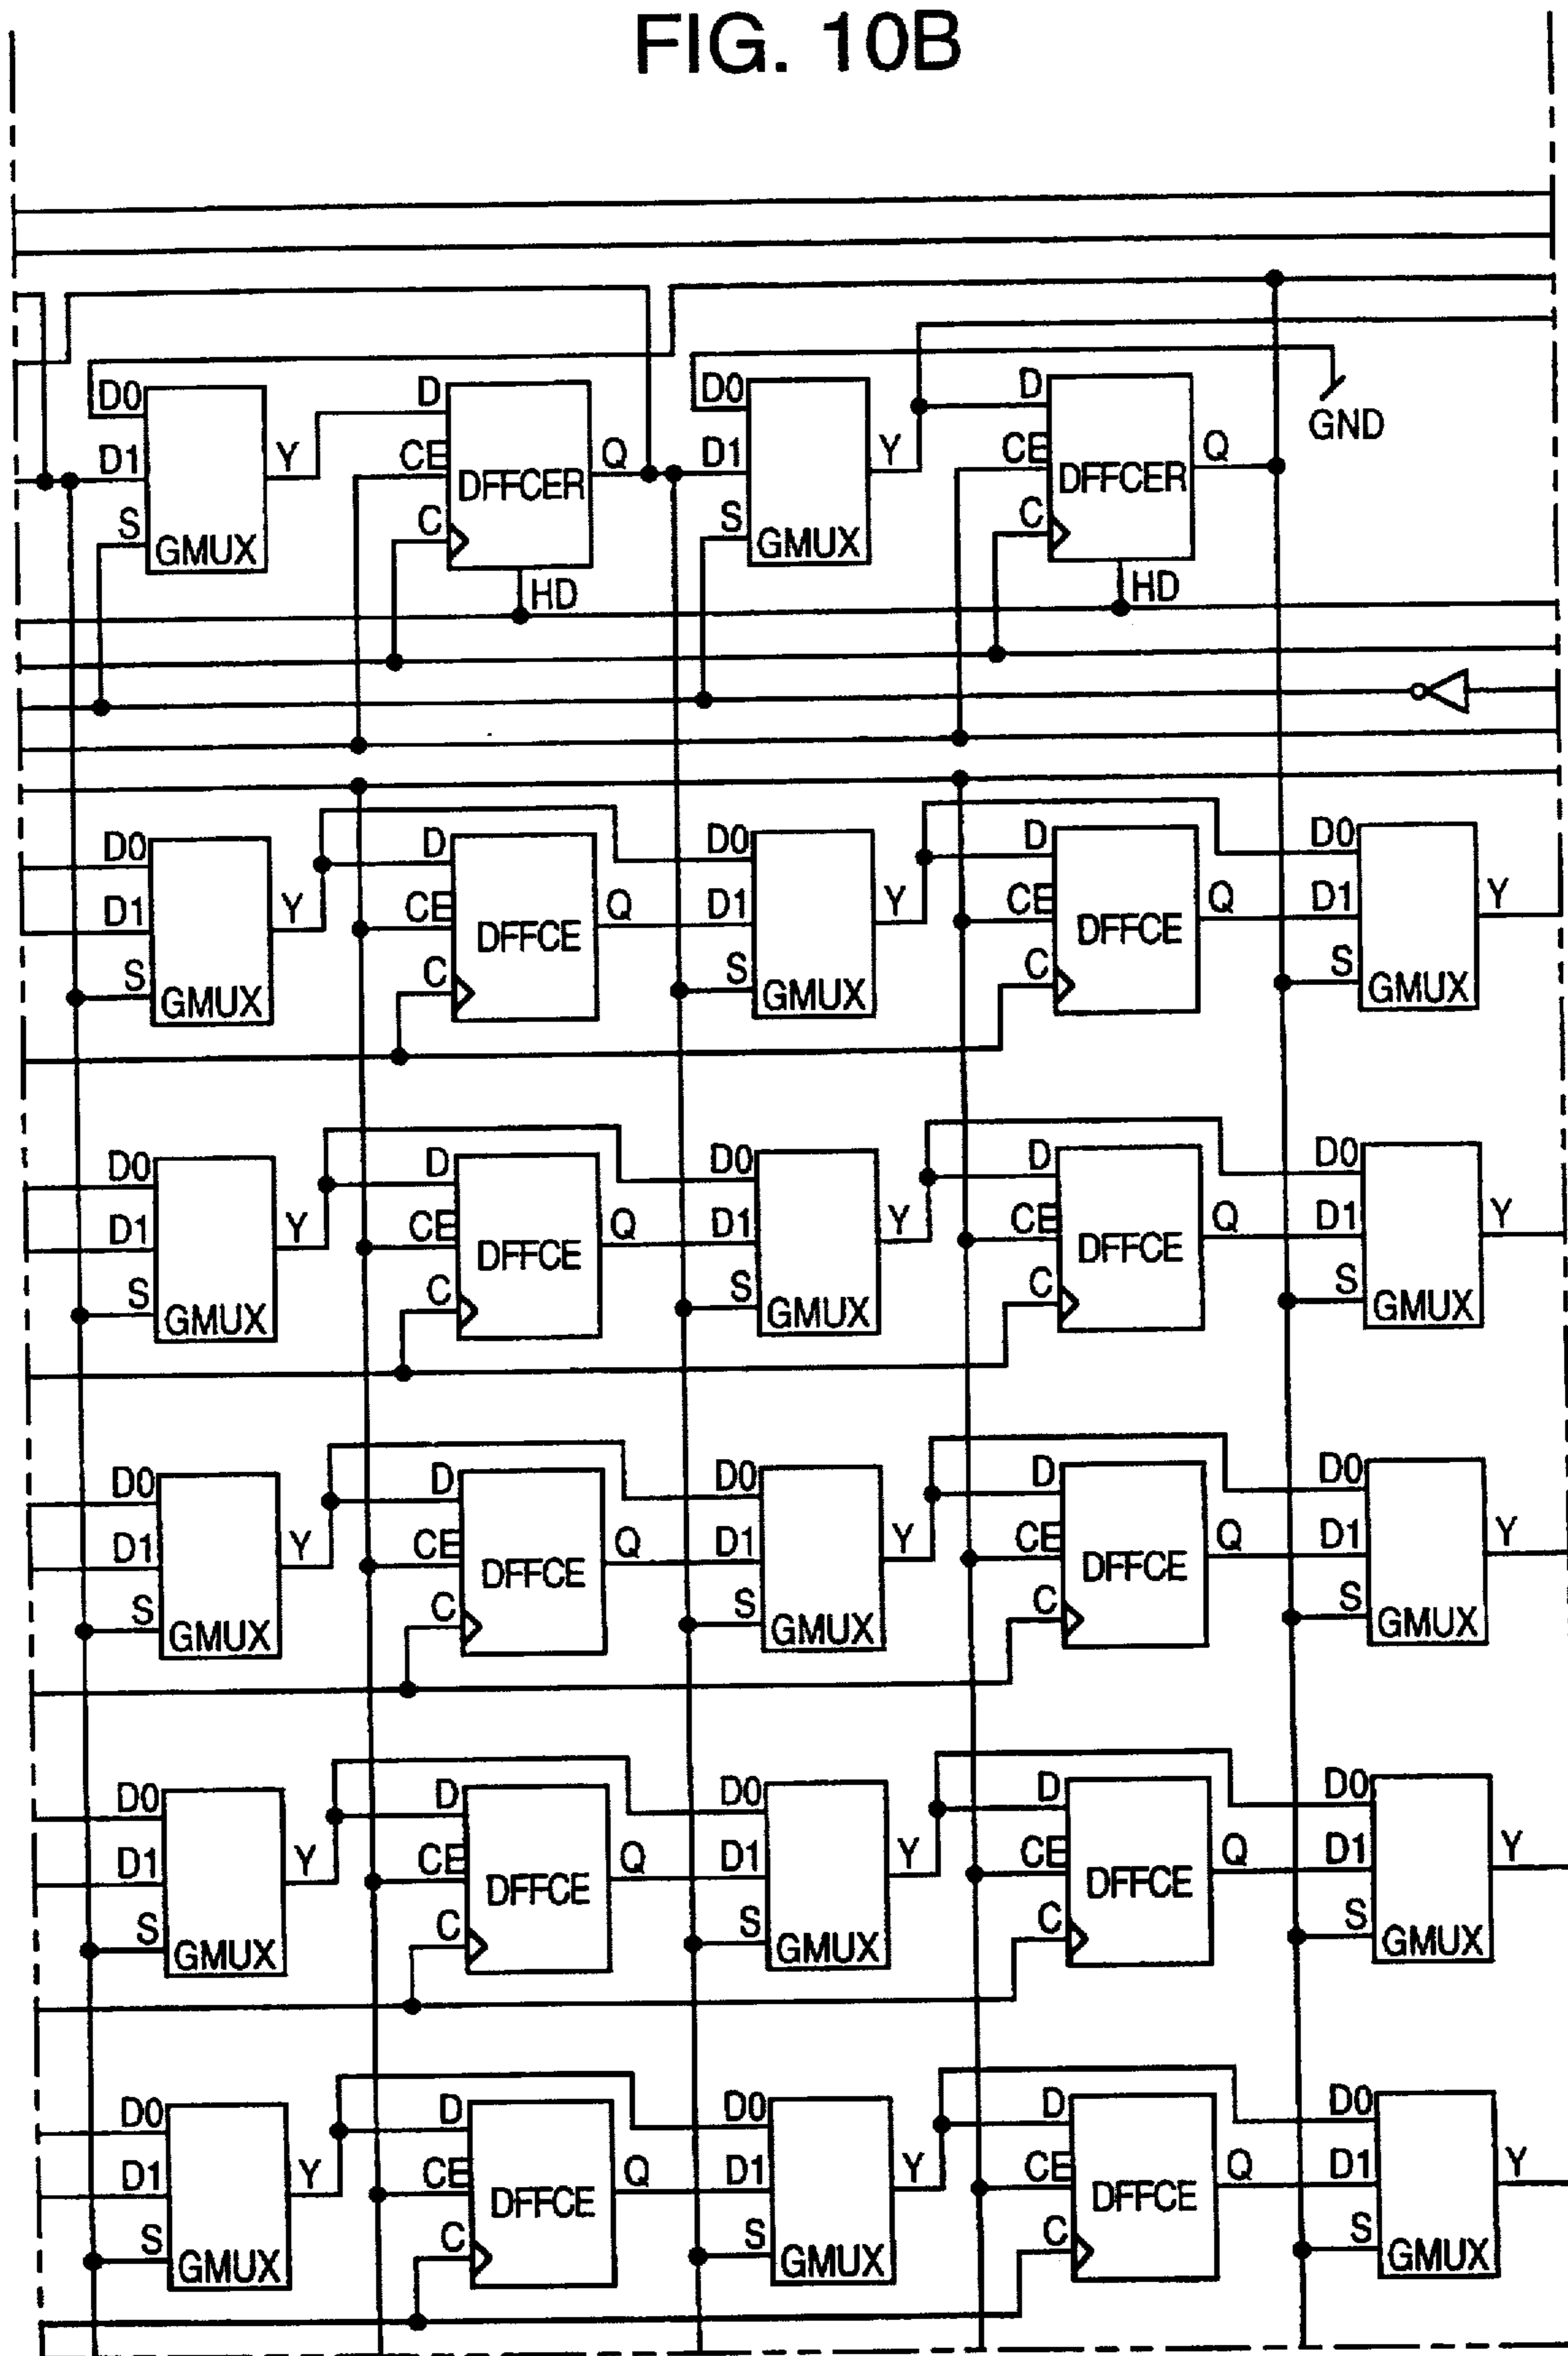 FIG. 10B
D0 D D0 D
GND
D1 Y CE Q D1 Y CE Q
DFFCER DFFCER
S C S C
GMUX GMUX
HD HD
D0 D D0 D D0
D1 Y CE Q D1 Y CE Q D1 Y
DFFCE DFFCE
S C S C S
GMUX GMUX GMUX
D0 D D0 D D0
D1 Y CE Q D1 Y CE Q D1 Y
DFFCE DFFCE
S C S C S
GMUX GMUX GMUX
D0 D D0 D D0
D1 Y CE Q D1 Y CE Q D1 Y
DFFCE DFFCE
S C S C S
GMUX GMUX GMUX
D0 D D0 D D0
D1 Y CE Q D1 Y CE Q D1 Y
DFFCE DFFCE
S C S C S
GMUX GMUX GMUX
D0 D D0 D D0
D1 Y CE Q D1 Y CE Q D1 Y
DFFCE DFFCE
S C S C S
GMUX GMUX GMUX